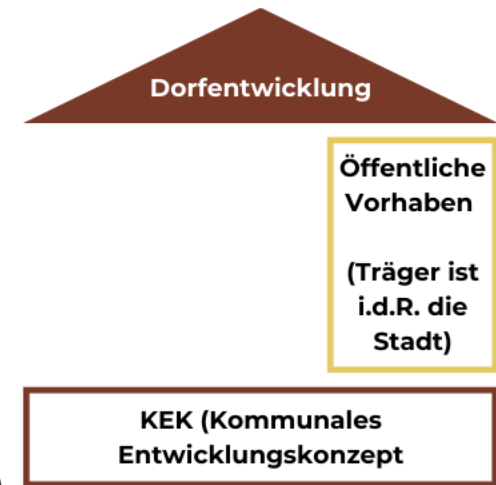 Dorfentwicklung
Öffentliche
Vorhaben
(Träger ist
i.d.R. die
Stadt)
KEK (Kommunales
Entwicklungskonzept